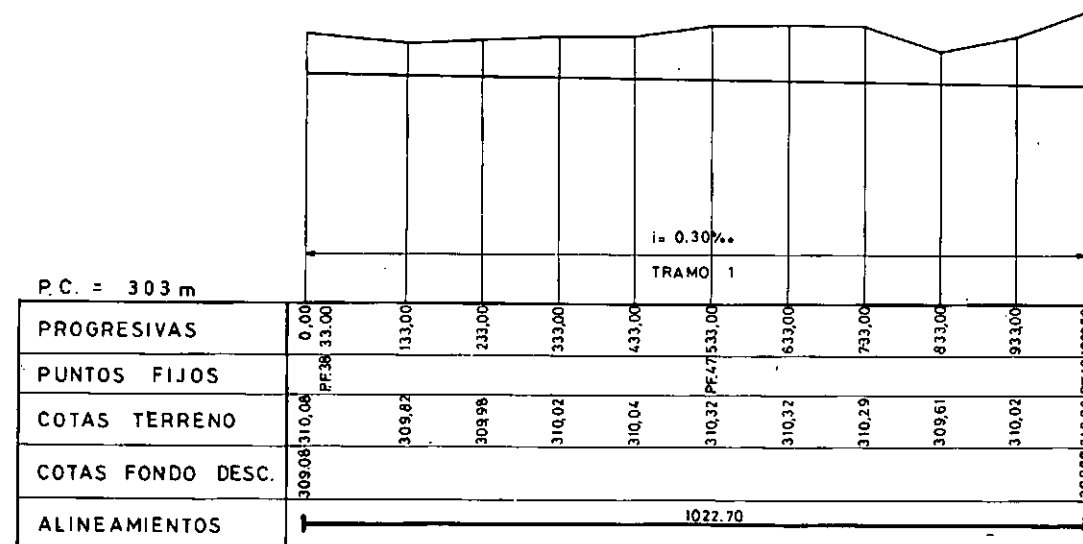 i= 0.30‰
TRAMO 1
P.C. = 303 m
PROGRESIVAS 0,00 33.00 133,00 233,00 333,00 433,00 533,00 633,00 733,00 833,00 933,00
PUNTOS FIJOS PF.38 PF.47
COTAS TERRENO 310,08 309,82 309,98 310,02 310,04 310,32 310,32 310,29 309,61 310,02
COTAS FONDO DESC. 309.08
ALINEAMIENTOS 1022.70